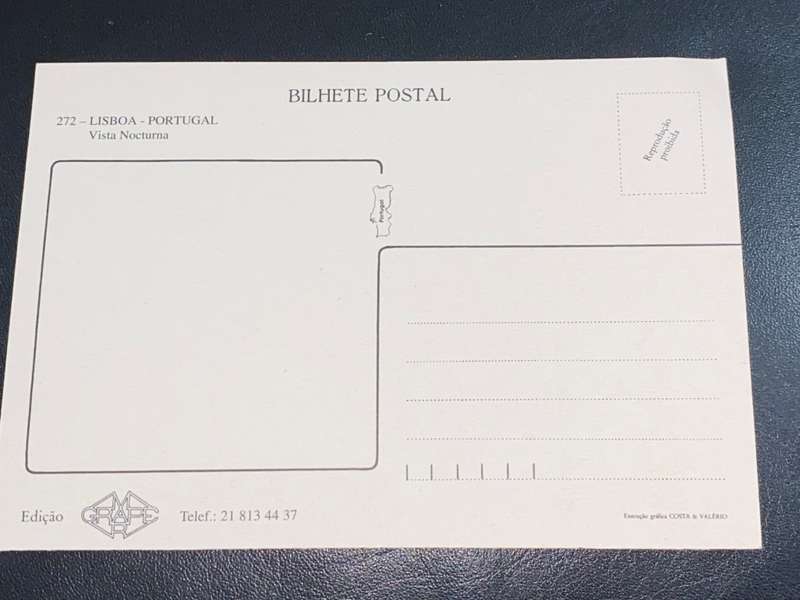 BILHETE POSTAL
272 – LISBOA - PORTUGAL
Vista Nocturna
Reprodução
proibida
Portugal
Edição
GRAPE
Telef.: 21 813 44 37
Execução gráfica COSTA & VALÉRIO